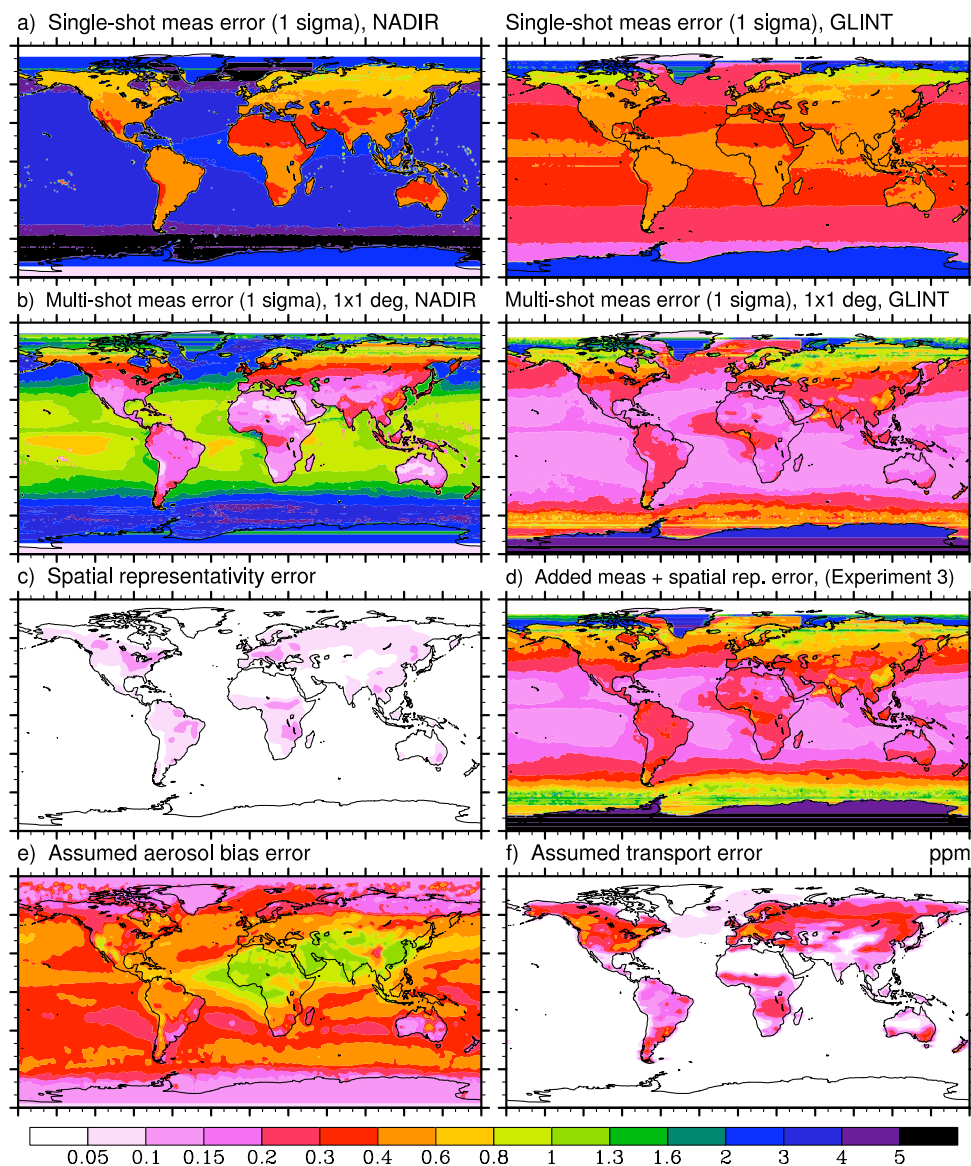 a) Single-shot meas error (1 sigma), NADIR
Single-shot meas error (1 sigma), GLINT
b) Multi-shot meas error (1 sigma), 1x1 deg, NADIR
Multi-shot meas error (1 sigma), 1x1 deg, GLINT
c) Spatial representativity error
d) Added meas + spatial rep. error, (Experiment 3)
e) Assumed aerosol bias error
f) Assumed transport error ppm
0.05 0.1 0.15 0.2 0.3 0.4 0.6 0.8 1 1.3 1.6 2 3 4 5